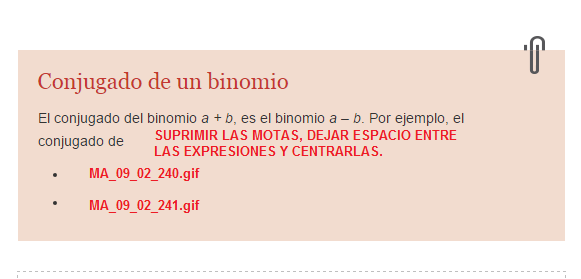 Conjugado de un binomio
El conjugado del binomio a + b, es el binomio a – b. Por ejemplo, el
conjugado de
SUPRIMIR LAS MOTAS, DEJAR ESPACIO ENTRE
LAS EXPRESIONES Y CENTRARLAS.
• MA_09_02_240.gif
• MA_09_02_241.gif